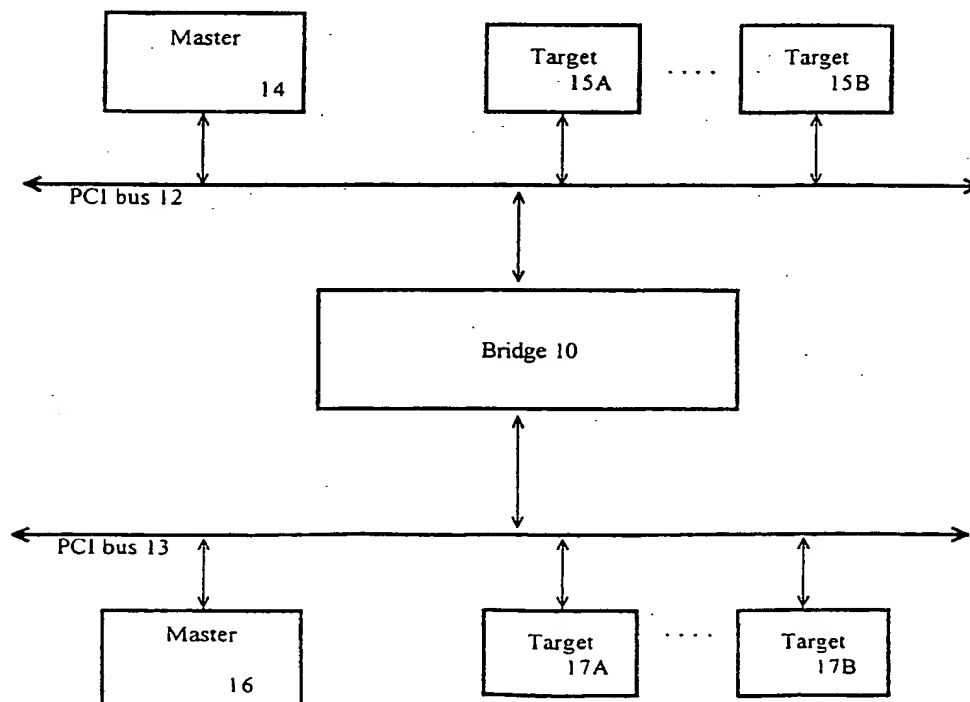 Master
14
Target
15A
....
Target
15B
PCI bus 12
Bridge 10
PCI bus 13
Master
16
Target
17A
....
Target
17B